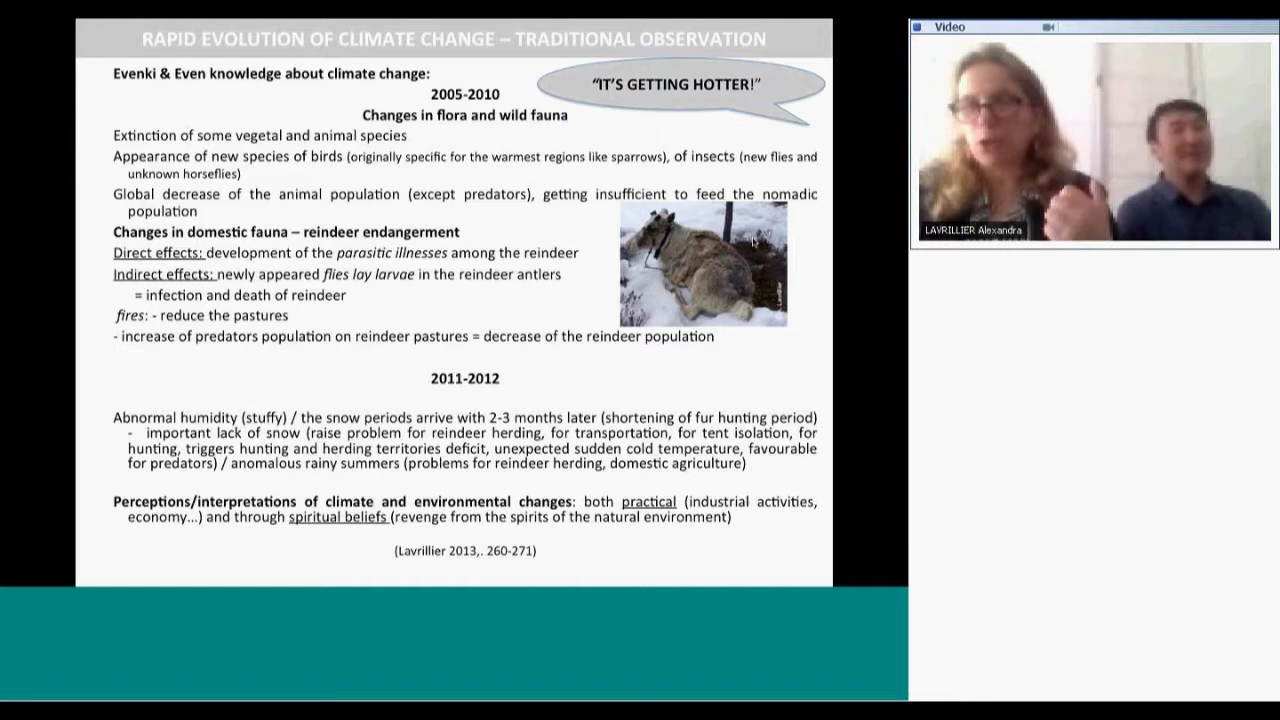 RAPID EVOLUTION OF CLIMATE CHANGE – TRADITIONAL OBSERVATION
Evenki & Even knowledge about climate change:
"IT'S GETTING HOTTER!"
2005-2010
Changes in flora and wild fauna
Extinction of some vegetal and animal species
Appearance of new species of birds (originally specific for the warmest regions like sparrows), of insects (new flies and
unknown horseflies)
Global decrease of the animal population (except predators), getting insufficient to feed the nomadic
population
Changes in domestic fauna – reindeer endangerment
Direct effects: development of the parasitic illnesses among the reindeer
Indirect effects: newly appeared flies lay larvae in the reindeer antlers
= infection and death of reindeer
fires: - reduce the pastures
- increase of predators population on reindeer pastures = decrease of the reindeer population
2011-2012
Abnormal humidity (stuffy) / the snow periods arrive with 2-3 months later (shortening of fur hunting period)
- important lack of snow (raise problem for reindeer herding, for transportation, for tent isolation, for
hunting, triggers hunting and herding territories deficit, unexpected sudden cold temperature, favourable
for predators) / anomalous rainy summers (problems for reindeer herding, domestic agriculture)
Perceptions/interpretations of climate and environmental changes: both practical (industrial activities,
economy...) and through spiritual beliefs (revenge from the spirits of the natural environment)
(Lavrillier 2013,. 260-271)
Video
LAVRILLIER Alexandra